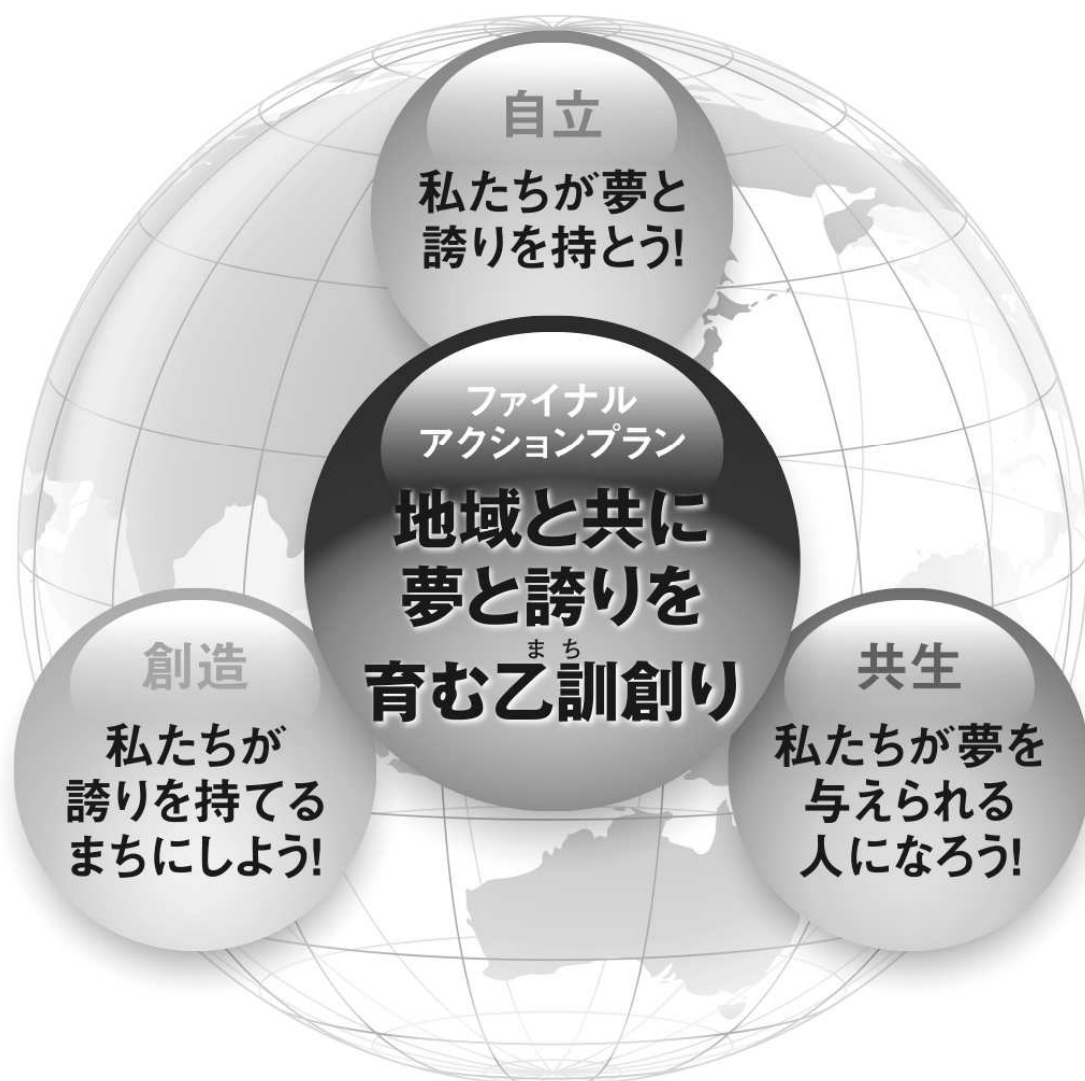 自立
私たちが夢と
誇りを持とう!
ファイナル
アクションプラン
地域と共に
夢と誇りを
まち
育む乙訓創り
創造
私たちが
誇りを持てる
まちにしよう!
共生
私たちが夢を
与えられる
人になろう!